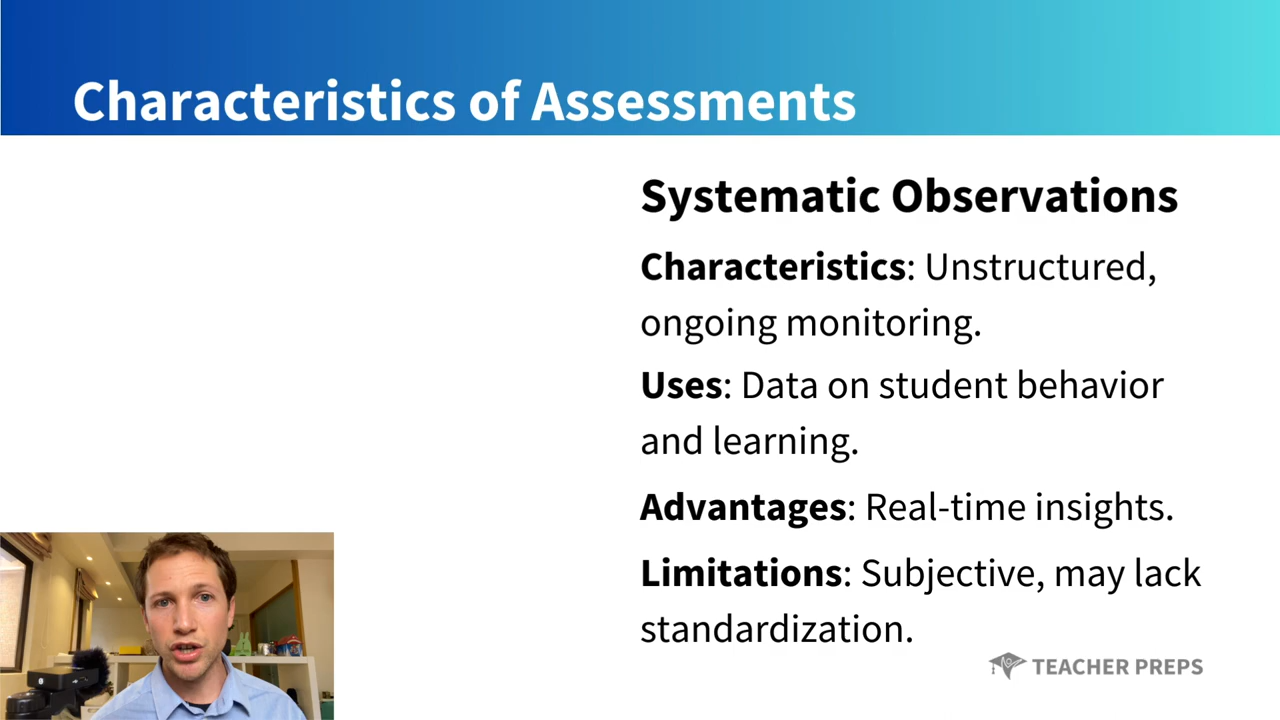 Characteristics of Assessments
Systematic Observations
Characteristics: Unstructured,
ongoing monitoring.
Uses: Data on student behavior
and learning.
Advantages: Real-time insights.
Limitations: Subjective, may lack
standardization.
TEACHER PREPS